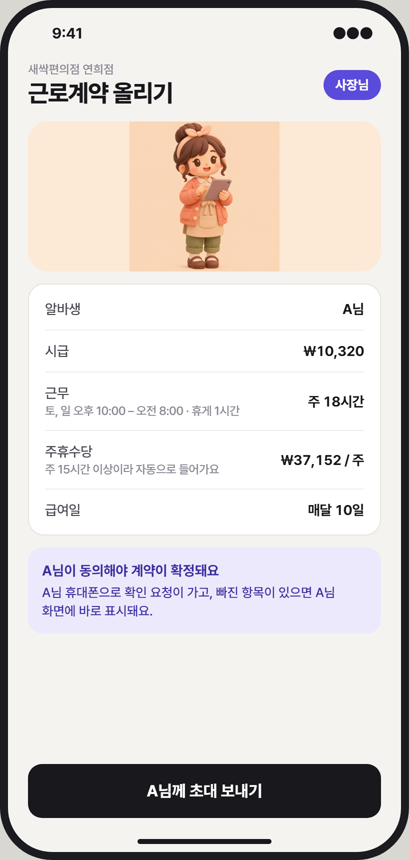 9:41
새싹편의점 연희점
근로계약 올리기
사장님
알바생
A님
시급
₩10,320
근무
토, 일 오후 10:00 – 오전 8:00 · 휴게 1시간
주 18시간
주휴수당
주 15시간 이상이라 자동으로 들어가요
₩37,152 / 주
급여일
매달 10일
A님이 동의해야 계약이 확정돼요
A님 휴대폰으로 확인 요청이 가고, 빠진 항목이 있으면 A님
화면에 바로 표시돼요.
A님께 초대 보내기